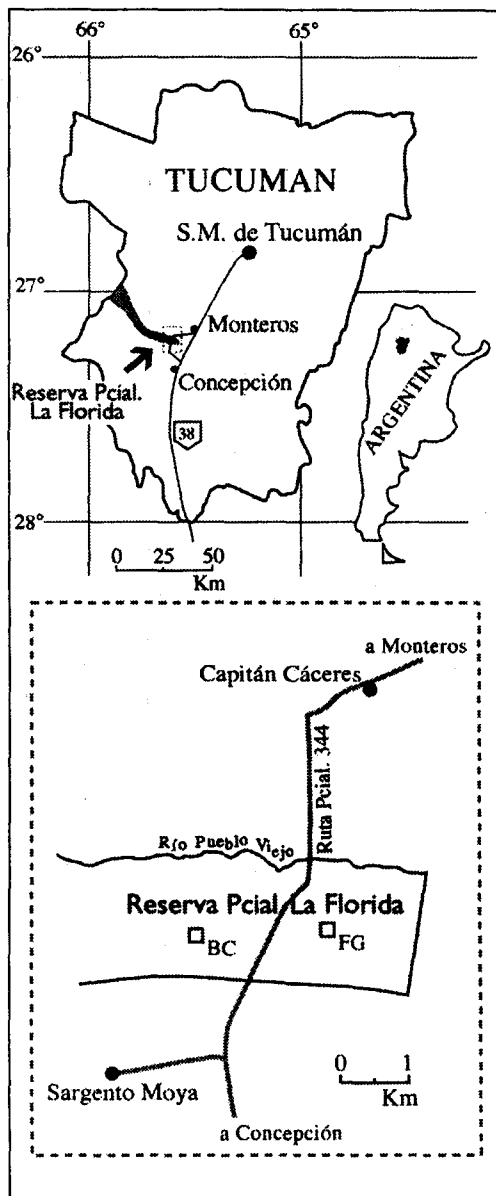 66°
65°
26°
TUCUMAN
S.M. de Tucumán
27°
Monteros
Reserva Pcial.
La Florida
Concepción
38
ARGENTINA
28°
0 25 50
Km
a Monteros
Capitán Cáceres
Ruta Pcial. 344
Río Pueblo Viejo
Reserva Pcial. La Florida
BC
FG
Sargento Moya
0 1
Km
a Concepción